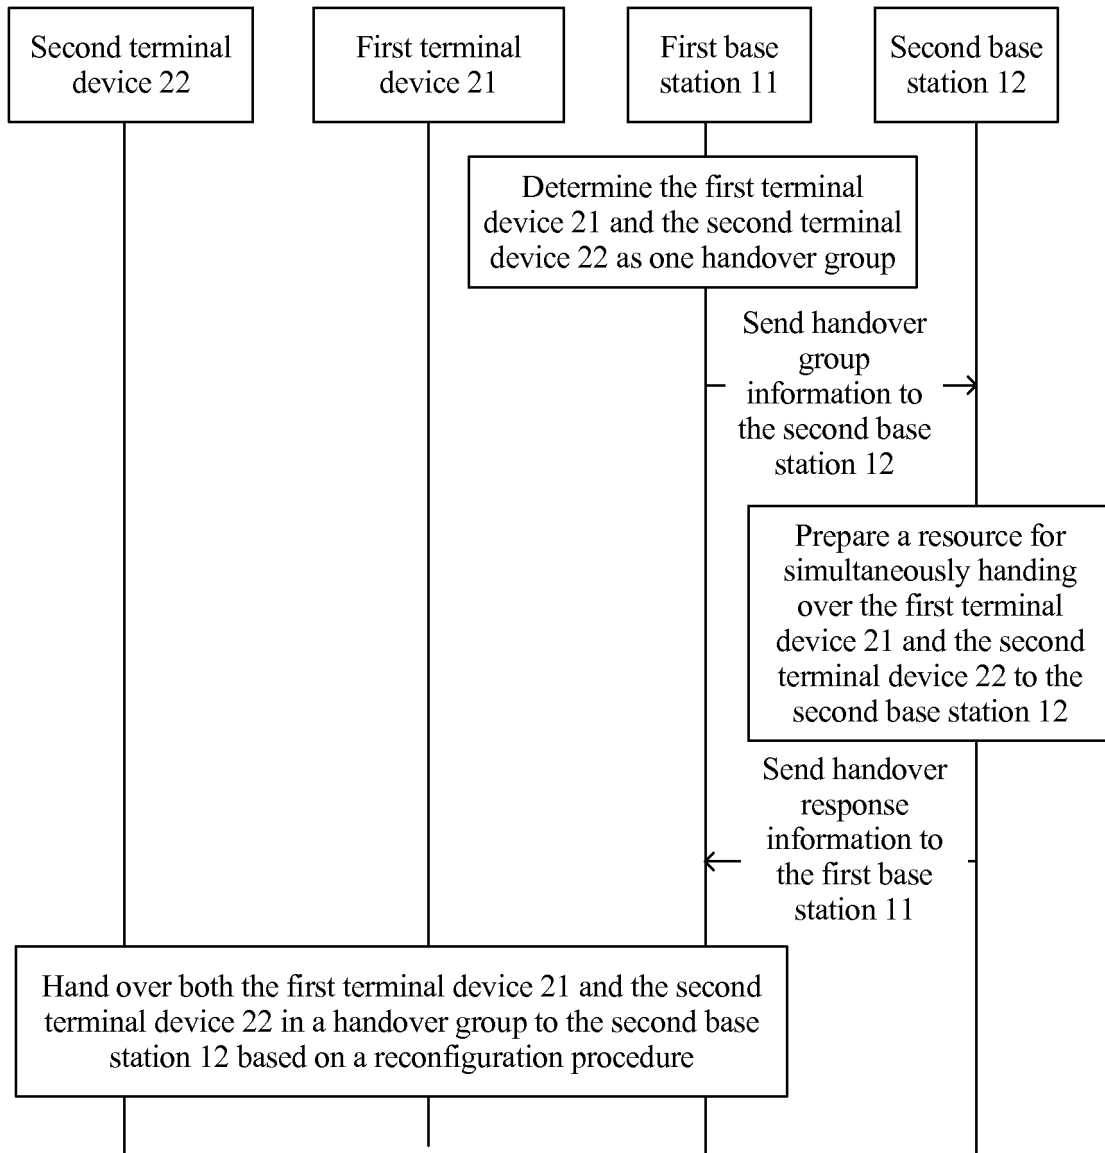 Second terminal
device 22
First terminal
device 21
First base
station 11
Second base
station 12
Determine the first terminal
device 21 and the second terminal
device 22 as one handover group
Send handover
group
information to
the second base
station 12
Prepare a resource for
simultaneously handing
over the first terminal
device 21 and the second
terminal device 22 to the
second base station 12
Send handover
response
information to
the first base
station 11
Hand over both the first terminal device 21 and the second
terminal device 22 in a handover group to the second base
station 12 based on a reconfiguration procedure